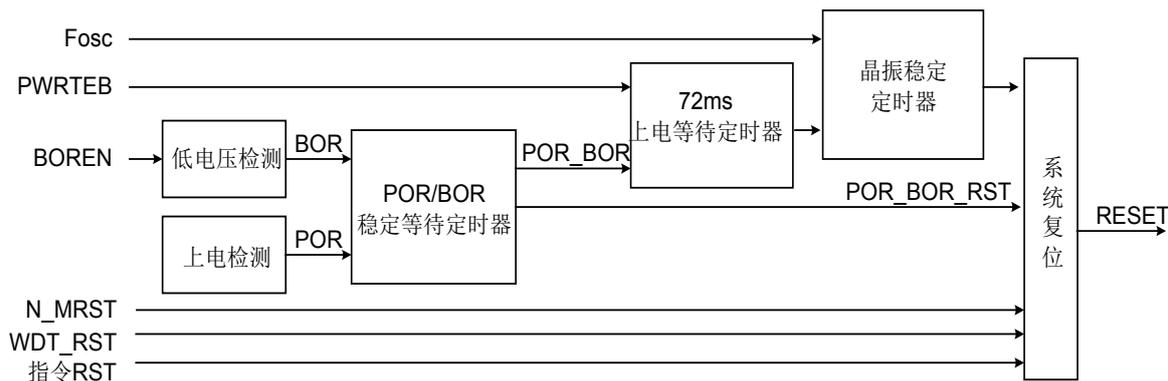 Fosc
PWRTEB
BOREN
低电压检测
BOR
上电检测
POR
POR/BOR
稳定等待定时器
POR_BOR
72ms
上电等待定时器
晶振稳定
定时器
POR_BOR_RST
系统复位
RESET
N_MRST
WDT_RST
指令RST